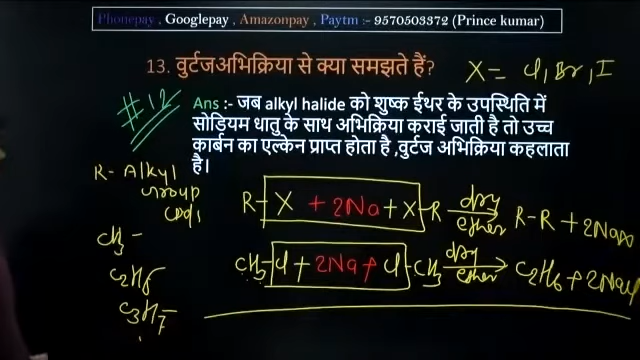 Phonepay , Googlepay , Amazonpay , Paytm :- 9570503372 (Prince kumar)
13. वुर्टजअभिक्रिया से क्या समझते हैं?
X = Cl, Br, I
#12
Ans :- जब alkyl halide को शुष्क ईथर के उपस्थिति में
सोडियम धातु के साथ अभिक्रिया कराई जाती है तो उच्च
कार्बन का एल्केन प्राप्त होता है ,वुर्टज अभिक्रिया कहलाता
है।
R- Alkyl
group
CH3 -
C2H5
C3H7 -
R - X + 2Na + X - R dry ether R - R + 2NaX
CH3 - Cl + 2Na + Cl - CH3 dry ether C2H6 + 2NaCl